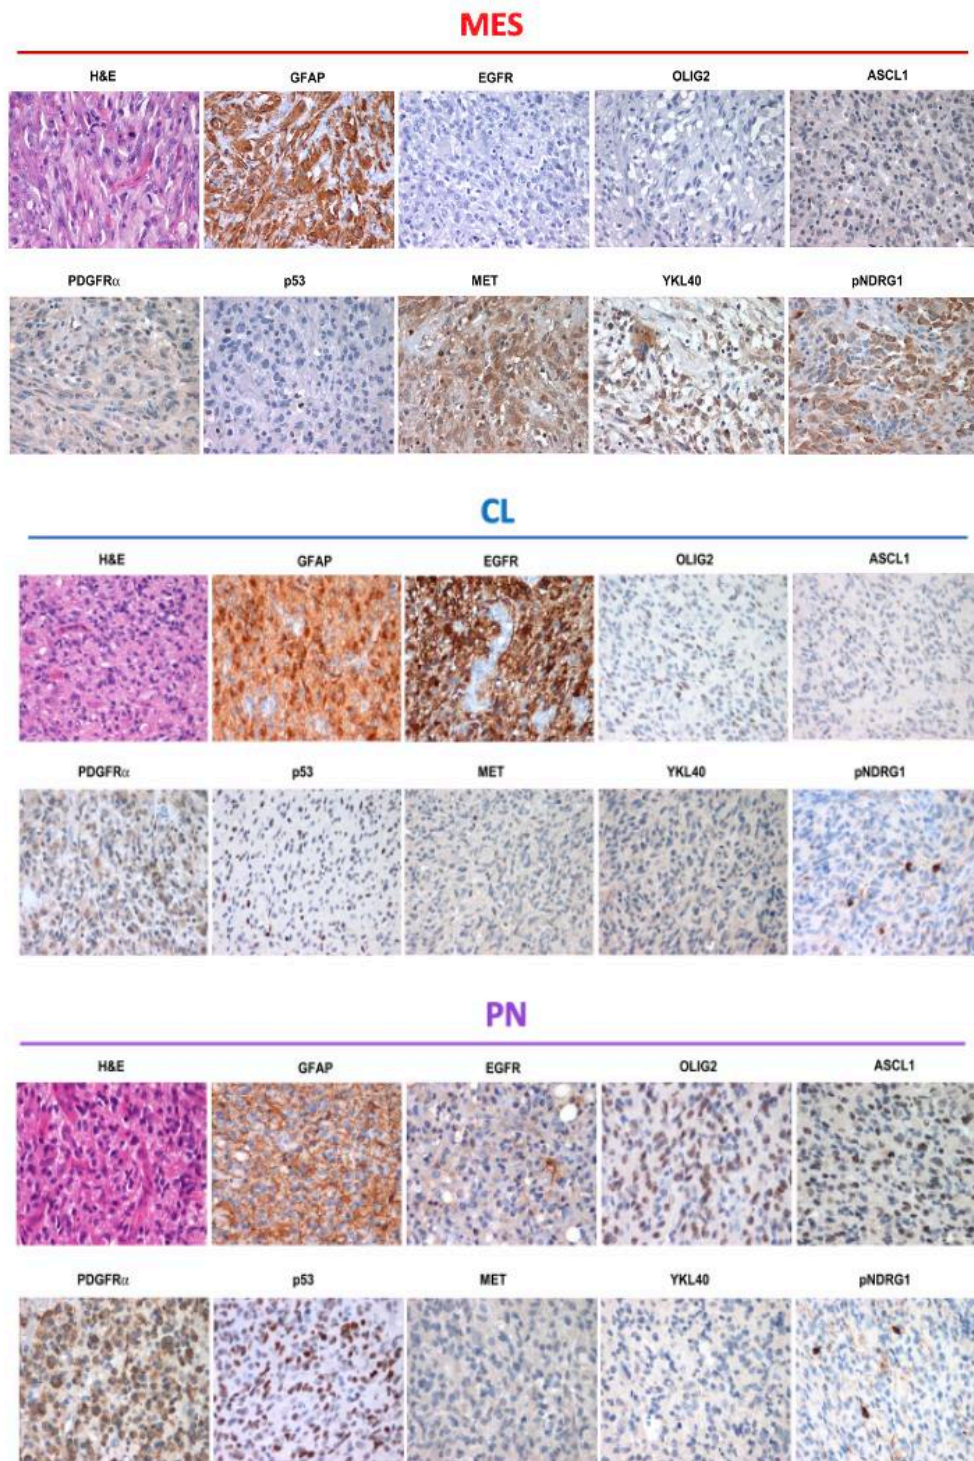 MES
H&E GFAP EGFR OLIG2 ASCL1
PDGFRα p53 MET YKL40 pNDRG1
CL
H&E GFAP EGFR OLIG2 ASCL1
PDGFRα p53 MET YKL40 pNDRG1
PN
H&E GFAP EGFR OLIG2 ASCL1
PDGFRα p53 MET YKL40 pNDRG1